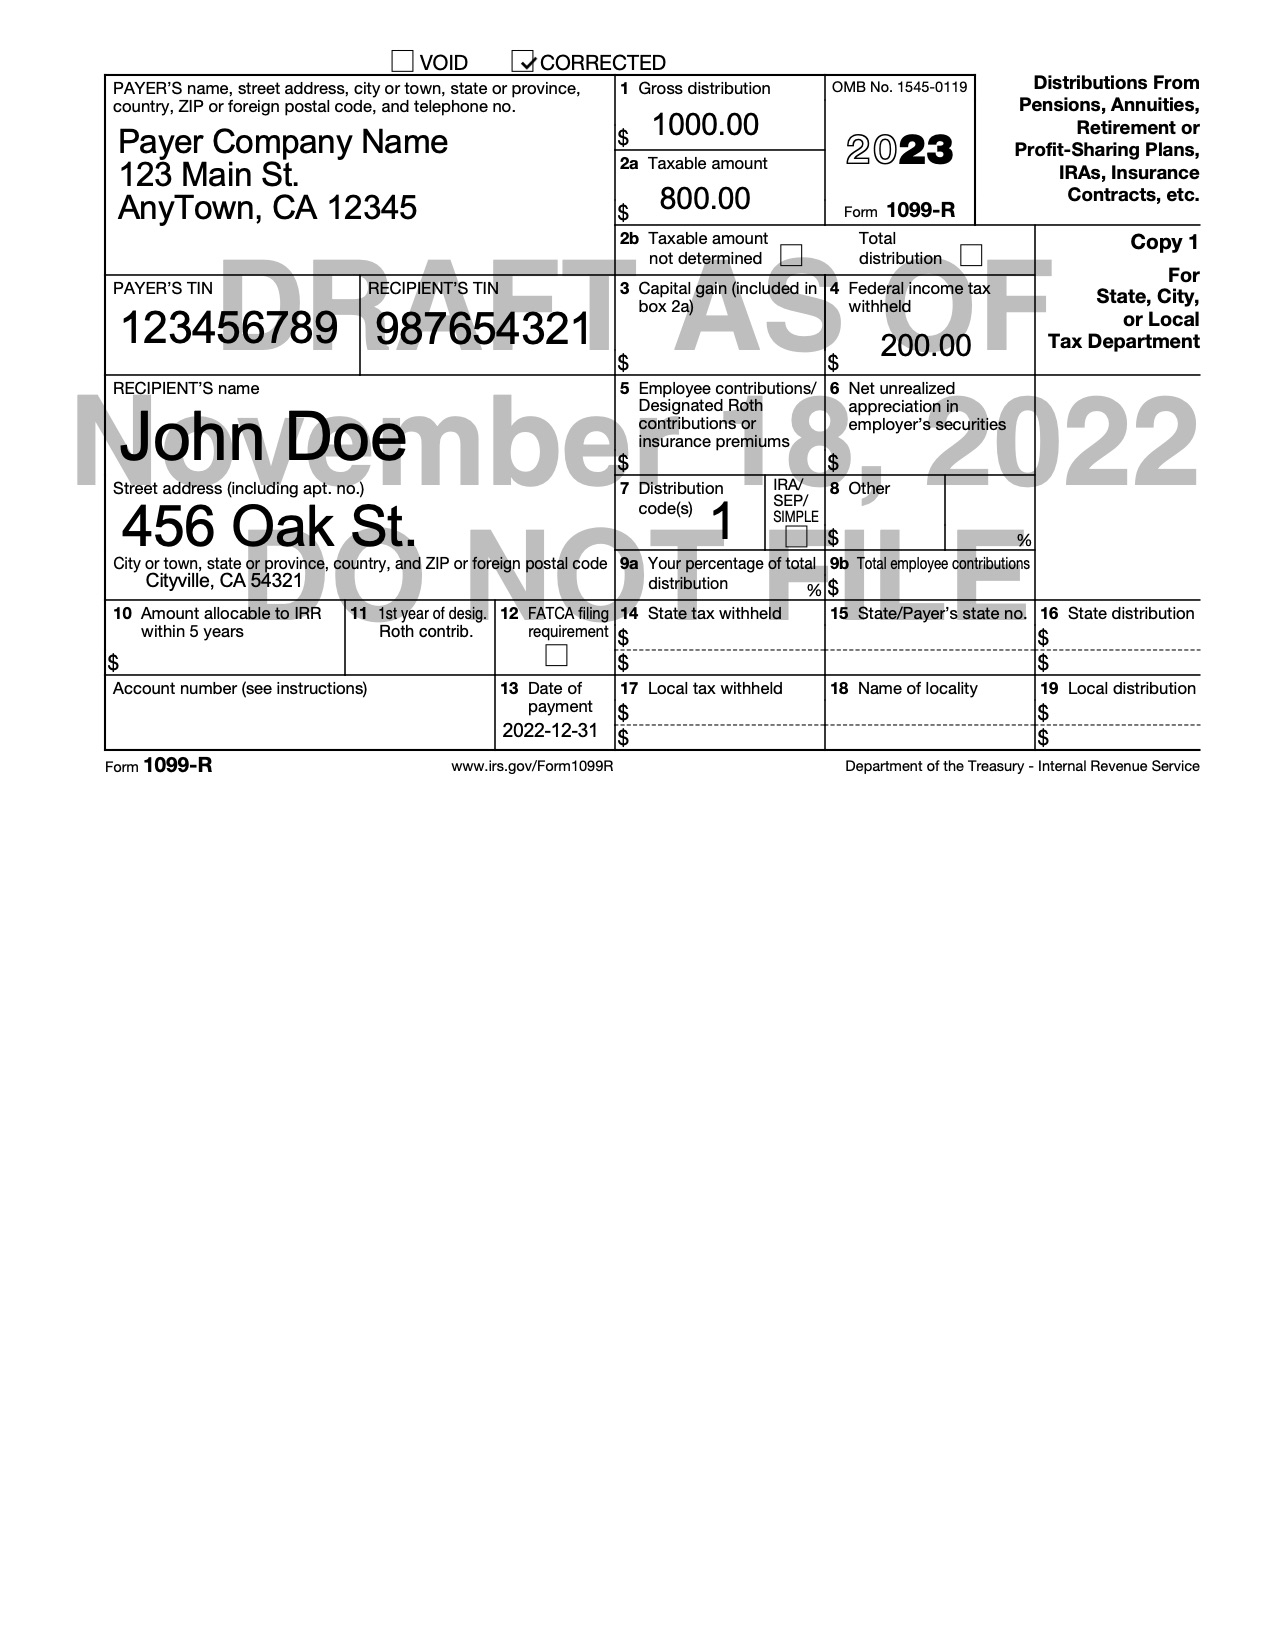 VOID CORRECTED
PAYER'S name, street address, city or town, state or province,
country, ZIP or foreign postal code, and telephone no.
Payer Company Name
123 Main St.
AnyTown, CA 12345
1 Gross distribution
$ 1000.00
2a Taxable amount
$ 800.00
OMB No. 1545-0119
2023
Form 1099-R
Distributions From
Pensions, Annuities,
Retirement or
Profit-Sharing Plans,
IRAs, Insurance
Contracts, etc.
2b Taxable amount
not determined
Total
distribution
Copy 1
For
State, City,
or Local
Tax Department
DRAFT AS OF
November 18, 2022
DO NOT FILE
PAYER'S TIN
123456789
RECIPIENT'S TIN
987654321
3 Capital gain (included in
box 2a)
$
4 Federal income tax
withheld
$ 200.00
RECIPIENT'S name
John Doe
5 Employee contributions/
Designated Roth
contributions or
insurance premiums
$
6 Net unrealized
appreciation in
employer's securities
$
Street address (including apt. no.)
456 Oak St.
7 Distribution
code(s) 1
IRA/
SEP/
SIMPLE
8 Other
$ %
City or town, state or province, country, and ZIP or foreign postal code
Cityville, CA 54321
9a Your percentage of total
distribution %
9b Total employee contributions
$
10 Amount allocable to IRR
within 5 years
$
11 1st year of desig.
Roth contrib.
12 FATCA filing
requirement
14 State tax withheld
$
$
15 State/Payer's state no.
16 State distribution
$
$
Account number (see instructions)
13 Date of
payment
2022-12-31
17 Local tax withheld
$
$
18 Name of locality
19 Local distribution
$
$
Form 1099-R www.irs.gov/Form1099R Department of the Treasury - Internal Revenue Service